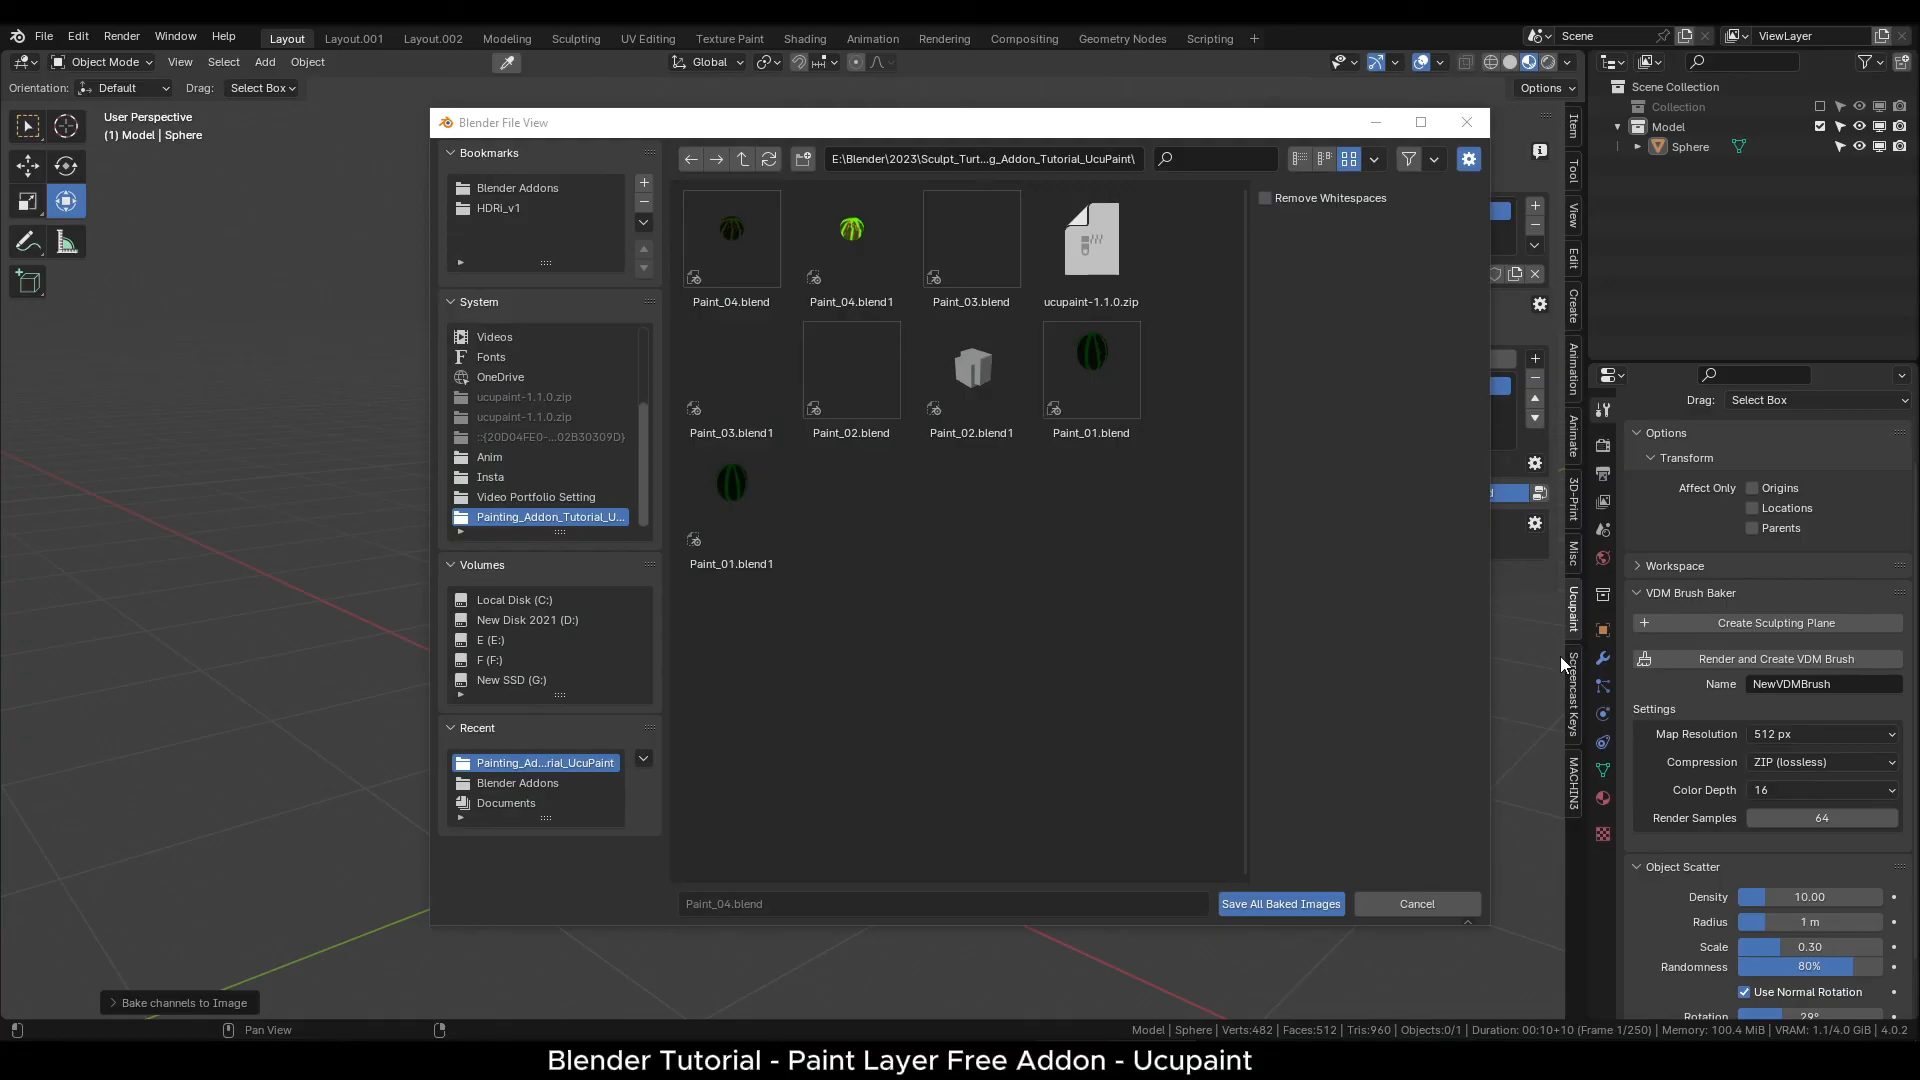 File Edit Render Window Help
Layout Layout.001 Layout.002 Modeling Sculpting UV Editing Texture Paint Shading Animation Rendering Compositing Geometry Nodes Scripting +
Scene
ViewLayer
Object Mode View Select Add Object
Global
Orientation: Default Drag: Select Box
Options
User Perspective
(1) Model | Sphere
Scene Collection
Collection
Model
Sphere
Blender File View
Bookmarks
Blender Addons
HDRi_v1
System
Videos
Fonts
OneDrive
ucupaint-1.1.0.zip
ucupaint-1.1.0.zip
::{20D04FE0-...02B30309D}
Anim
Insta
Video Portfolio Setting
Painting_Addon_Tutorial_U...
Volumes
Local Disk (C:)
New Disk 2021 (D:)
E (E:)
F (F:)
New SSD (G:)
Recent
Painting_Ad...rial_UcuPaint
Blender Addons
Documents
E:\Blender\2023\Sculpt_Turt...g_Addon_Tutorial_UcuPaint\
Remove Whitespaces
Paint_04.blend
Paint_04.blend1
Paint_03.blend
ucupaint-1.1.0.zip
Paint_03.blend1
Paint_02.blend
Paint_02.blend1
Paint_01.blend
Paint_01.blend1
Paint_04.blend
Save All Baked Images
Cancel
Item
Tool
View
Edit
Create
Animation
Animate
3D-Print
Misc
Ucupaint
Screencast Keys
MACHIN3
Drag: Select Box
Options
Transform
Affect Only Origins
Locations
Parents
Workspace
VDM Brush Baker
Create Sculpting Plane
Render and Create VDM Brush
Name NewVDMBrush
Settings
Map Resolution 512 px
Compression ZIP (lossless)
Color Depth 16
Render Samples 64
Object Scatter
Density 10.00
Radius 1 m
Scale 0.30
Randomness 80%
Use Normal Rotation
Rotation 29°
Bake channels to Image
Pan View
Model | Sphere | Verts:482 | Faces:512 | Tris:960 | Objects:0/1 | Duration: 00:10+10 (Frame 1/250) | Memory: 100.4 MiB | VRAM: 1.1/4.0 GiB | 4.0.2
Blender Tutorial - Paint Layer Free Addon - Ucupaint